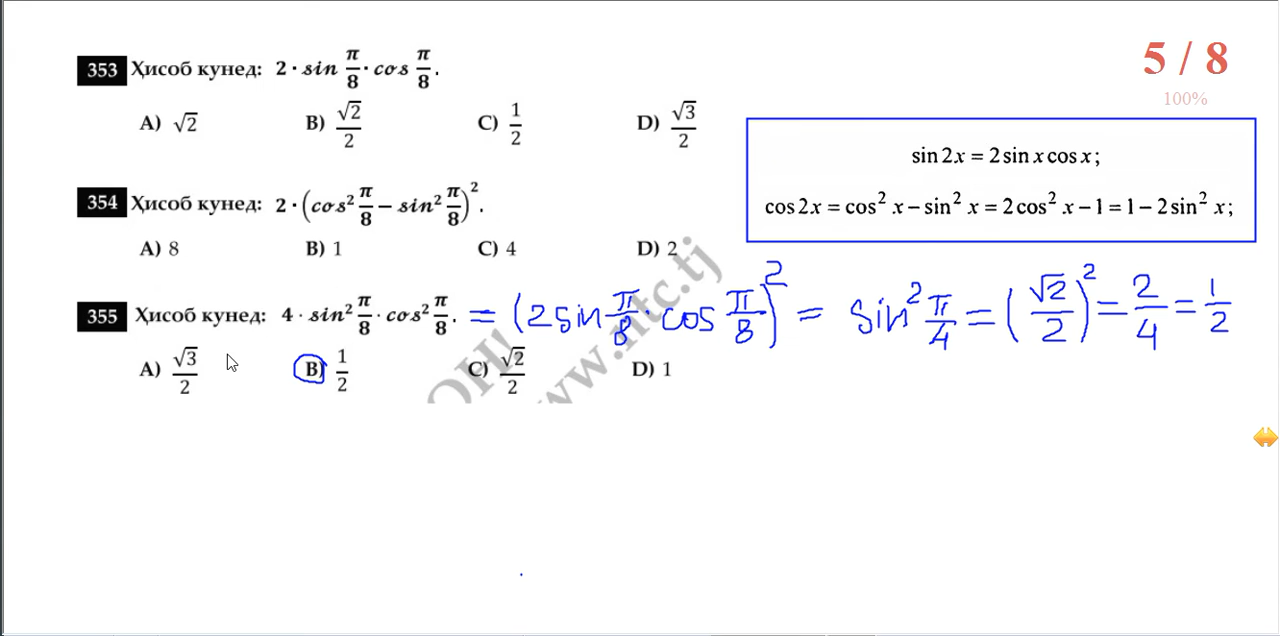 353 Ҳисоб кунед: 2 · sin π/8 · cos π/8.
A) √2 B) √2/2 C) 1/2 D) √3/2
354 Ҳисоб кунед: 2 · (cos² π/8 − sin² π/8)².
A) 8 B) 1 C) 4 D) 2
355 Ҳисоб кунед: 4 · sin² π/8 · cos² π/8. = (2sin π/8 · cos π/8)² = sin² π/4 = (√2/2)² = 2/4 = 1/2
A) √3/2 B) 1/2 C) √2/2 D) 1
5 / 8
100%
sin 2x = 2 sin x cos x;
cos 2x = cos² x − sin² x = 2 cos² x − 1 = 1 − 2 sin² x;
www.ntc.tj